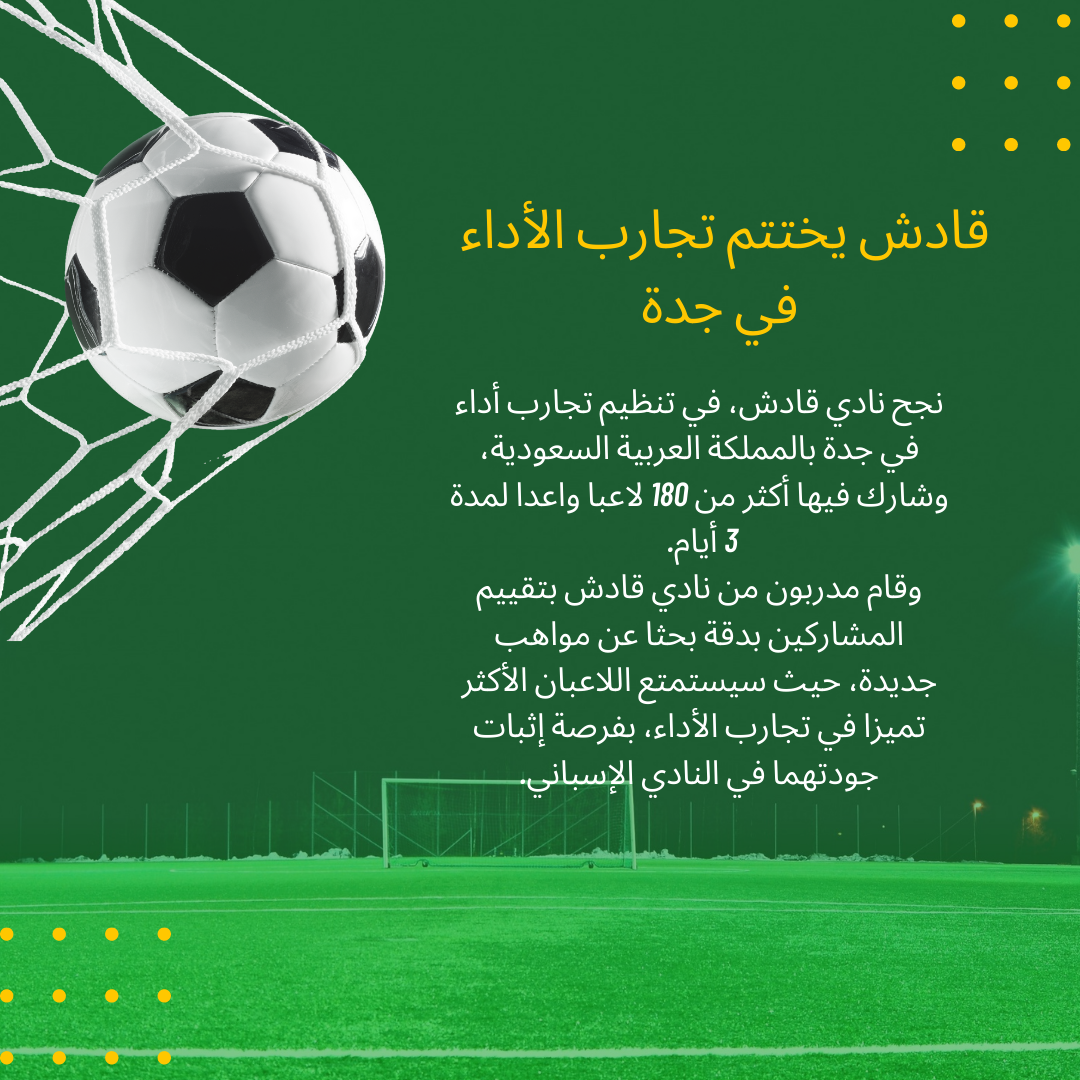 قادش يختتم تجارب الأداء
في جدة
نجح نادي قادش، في تنظيم تجارب أداء
في جدة بالمملكة العربية السعودية،
وشارك فيها أكثر من 180 لاعبا واعدا لمدة
3 أيام.
وقام مدربون من نادي قادش بتقييم
المشاركين بدقة بحثا عن مواهب
جديدة، حيث سيستمتع اللاعبان الأكثر
تميزا في تجارب الأداء، بفرصة إثبات
جودتهما في النادي الإسباني.